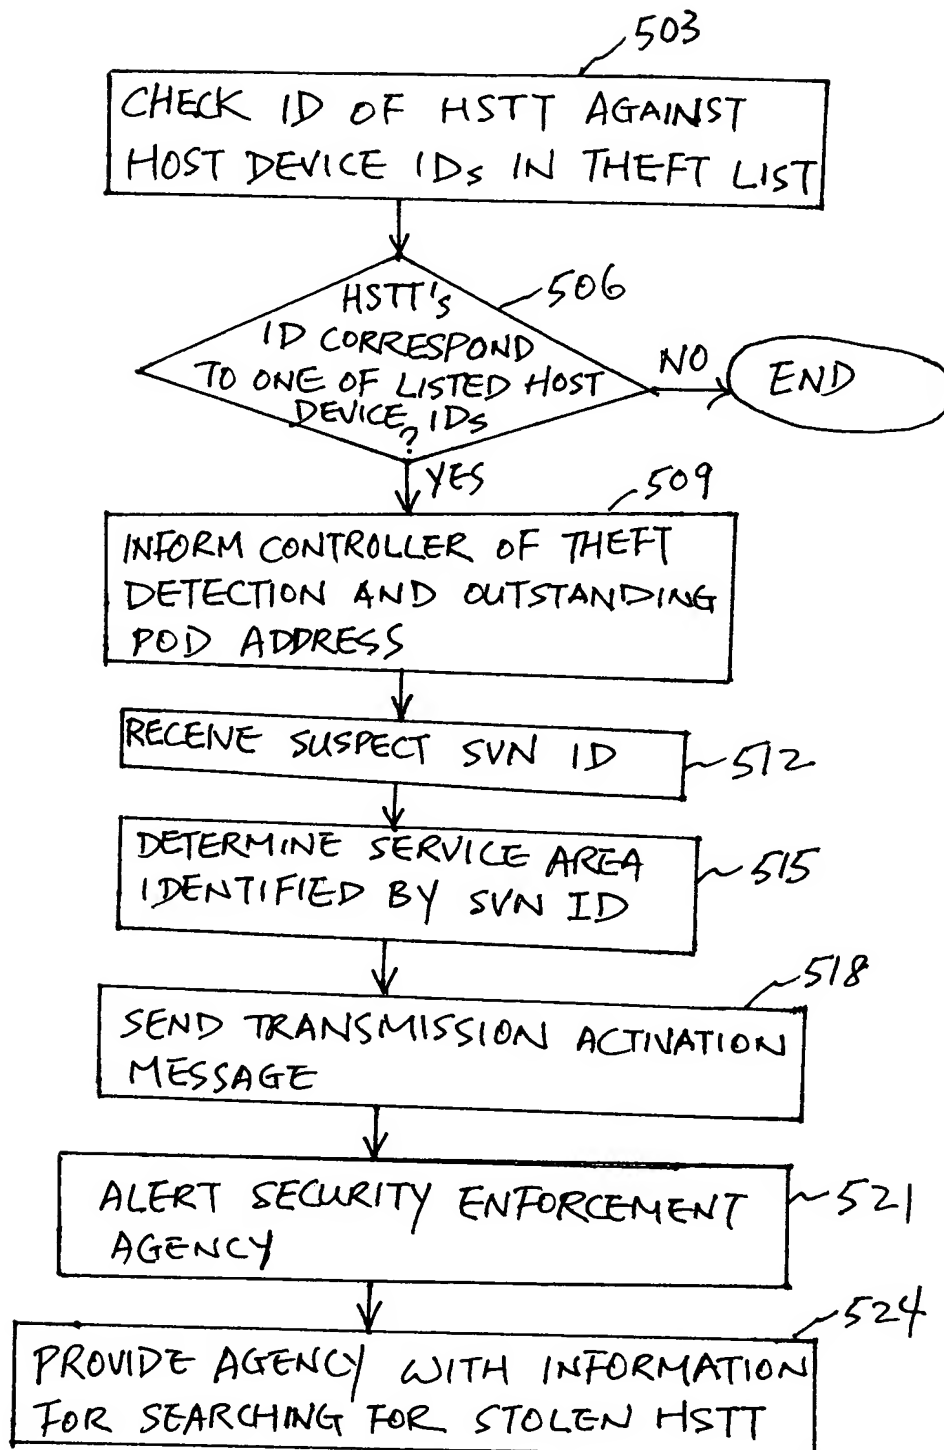 503
CHECK ID OF HSTT AGAINST
HOST DEVICE IDs IN THEFT LIST
506
HSTT's
ID CORRESPOND
TO ONE OF LISTED HOST
DEVICE IDs
?
NO
END
YES
509
INFORM CONTROLLER OF THEFT
DETECTION AND OUTSTANDING
POD ADDRESS
RECEIVE SUSPECT SVN ID
512
DETERMINE SERVICE AREA
IDENTIFIED BY SVN ID
515
518
SEND TRANSMISSION ACTIVATION
MESSAGE
ALERT SECURITY ENFORCEMENT
AGENCY
521
524
PROVIDE AGENCY WITH INFORMATION
FOR SEARCHING FOR STOLEN HSTT